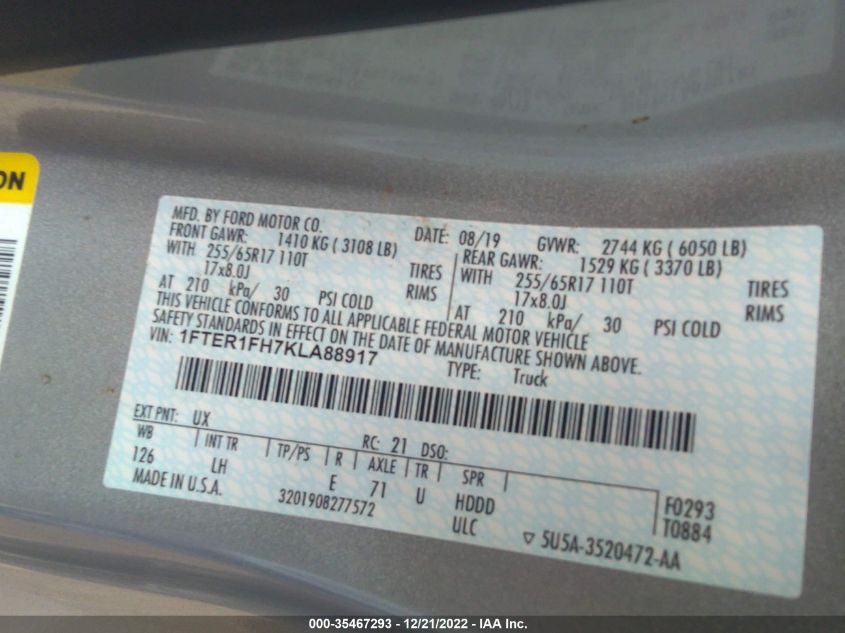 ON
MFD. BY FORD MOTOR CO.
DATE: 08/19 GVWR: 2744 KG ( 6050 LB)
FRONT GAWR: 1410 KG ( 3108 LB)
WITH 255/65R17 110T TIRES
17x8.0J RIMS
AT 210 kPa/ 30 PSI COLD
REAR GAWR: 1529 KG ( 3370 LB)
WITH 255/65R17 110T TIRES
17x8.0J RIMS
AT 210 kPa/ 30 PSI COLD
THIS VEHICLE CONFORMS TO ALL APPLICABLE FEDERAL MOTOR VEHICLE
SAFETY STANDARDS IN EFFECT ON THE DATE OF MANUFACTURE SHOWN ABOVE.
VIN: 1FTER1FH7KLA88917
TYPE: Truck
EXT PNT: UX RC: 21 DSO:
WB INT TR TP/PS R AXLE TR SPR
126 LH E 71 U HDDD
ULC
F0293
T0884
MADE IN U.S.A. 3201908277572
▽ 5U5A-3520472-AA
000-35467293 - 12/21/2022 - IAA Inc.